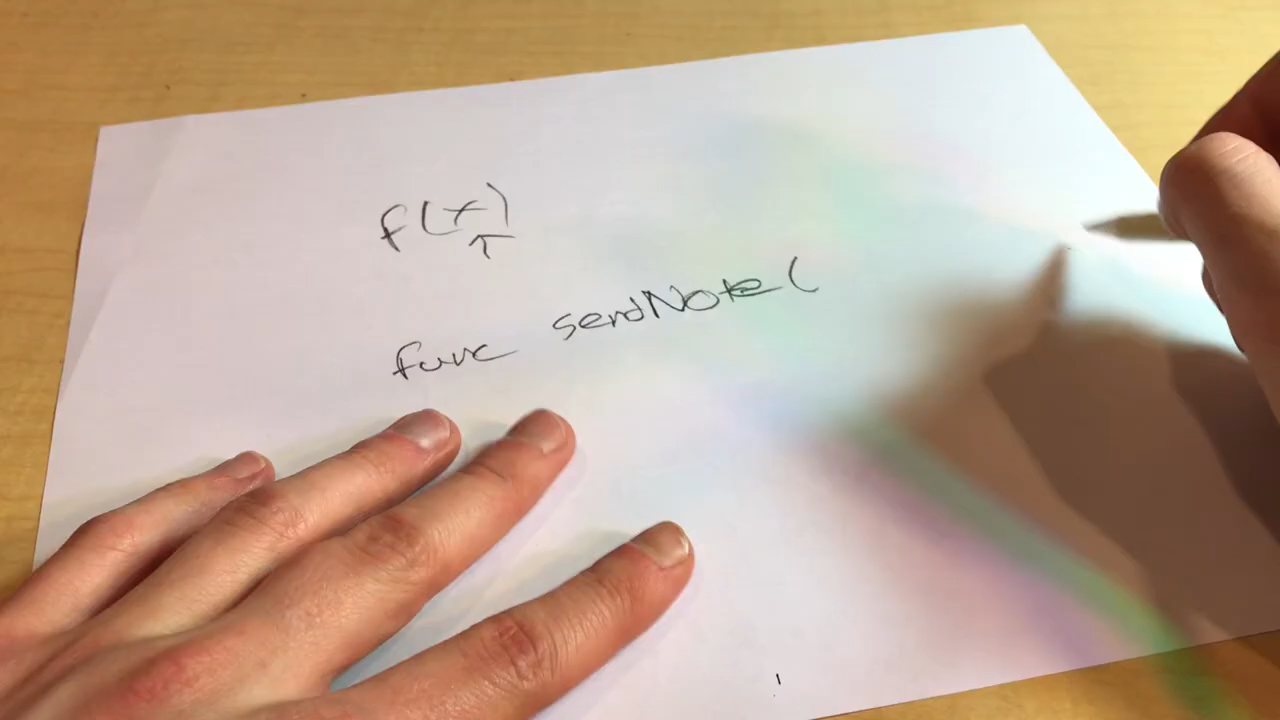 f(x)
↑
func sendNote(